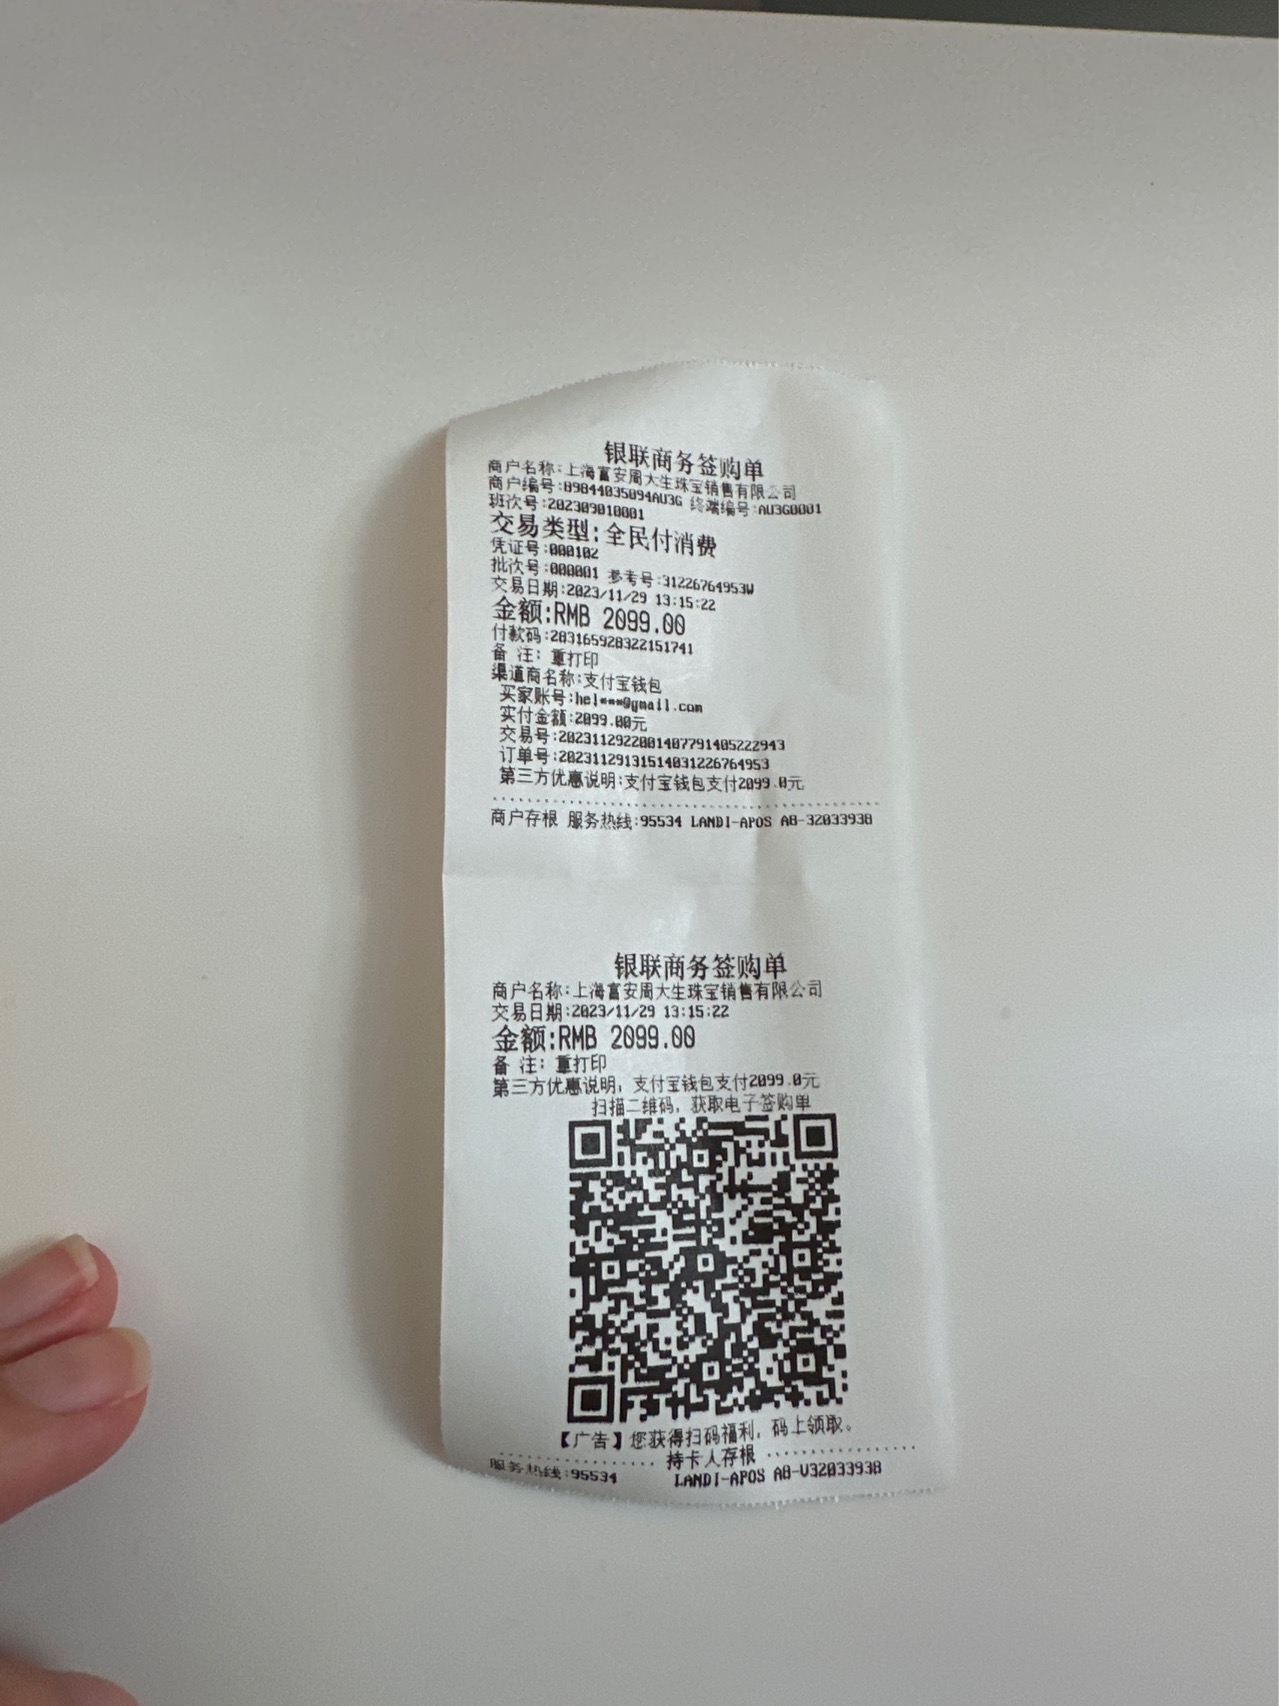 银联商务签购单
商户名称:上海富安周大生珠宝销售有限公司
商户编号:89844035094AU3G 终端编号:AU3G0001
班次号:202309010001
交易类型:全民付消费
凭证号:000102
批次号:000001 参考号:31226764953W
交易日期:2023/11/29 13:15:22
金额:RMB 2099.00
付款码:283165928322151741
备 注: 重打印
渠道商名称:支付宝钱包
买家账号:hel***@gmail.com
实付金额:2099.00元
交易号:2023112922001407791405222943
订单号:20231129131514031226764953
第三方优惠说明:支付宝钱包支付2099.0元
商户存根 服务热线:95534 LANDI-APOS A8-32033938
银联商务签购单
商户名称:上海富安周大生珠宝销售有限公司
交易日期:2023/11/29 13:15:22
金额:RMB 2099.00
备 注: 重打印
第三方优惠说明: 支付宝钱包支付2099.0元
扫描二维码, 获取电子签购单
【广告】您获得扫码福利, 码上领取。
持卡人存根
服务热线:95534 LANDI-APOS A8-V32033938